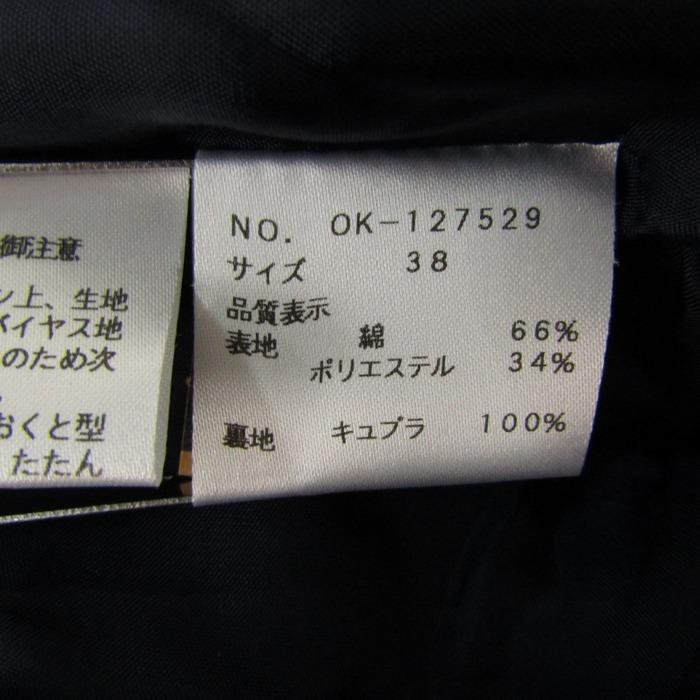 御注意
ン上、生地
バイヤス地
のため次
おくと型
たたん
NO. OK-127529
サイズ 38
品質表示
表地 綿 66%
ポリエステル 34%
裏地 キュプラ 100%